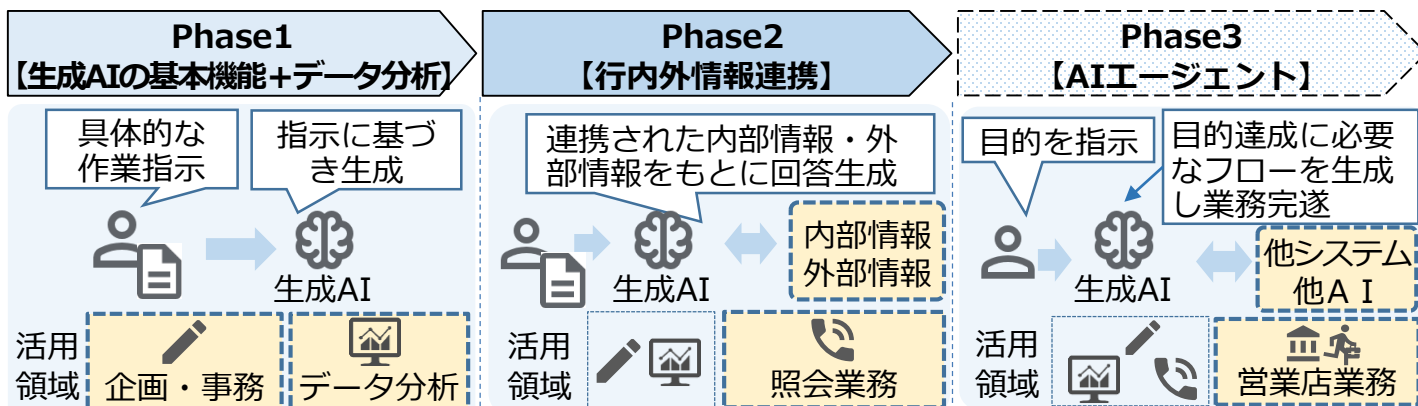 Phase1
【生成AIの基本機能+データ分析】
具体的な
作業指示
指示に基づ
き生成
生成AI
活用
領域
企画・事務
データ分析
Phase2
【行内外情報連携】
連携された内部情報・外
部情報をもとに回答生成
生成AI
内部情報
外部情報
活用
領域
照会業務
Phase3
【AIエージェント】
目的を指示
目的達成に必要
なフローを生成
し業務完遂
生成AI
他システム
他AI
活用
領域
営業店業務